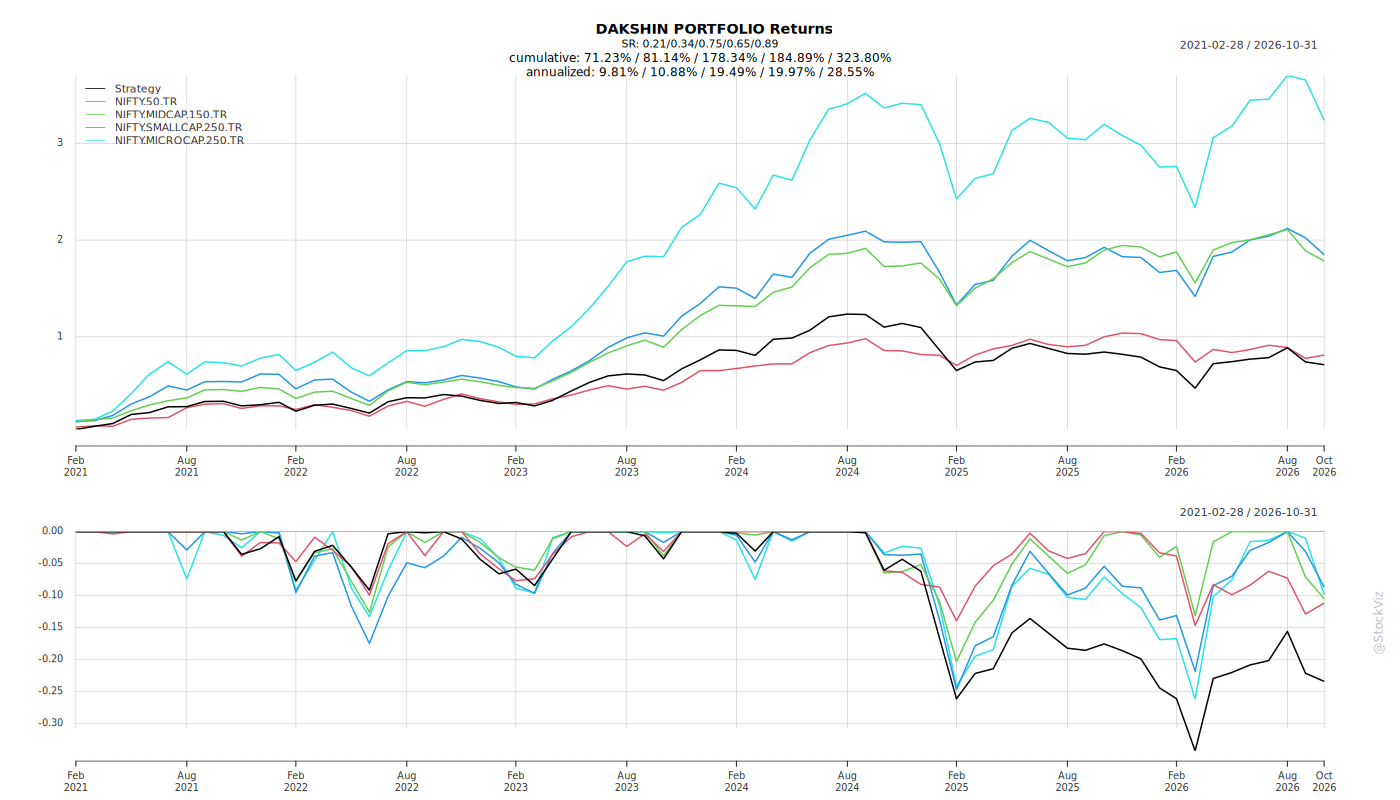 DAKSHIN PORTFOLIO Returns
SR: 0.21/0.34/0.75/0.65/0.89
cumulative: 71.23% / 81.14% / 178.34% / 184.89% / 323.80%
annualized: 9.81% / 10.88% / 19.49% / 19.97% / 28.55%
2021-02-28 / 2026-10-31
Strategy
NIFTY.50.TR
NIFTY.MIDCAP.150.TR
NIFTY.SMALLCAP.250.TR
NIFTY.MICROCAP.250.TR
3
2
1
Feb Aug Feb Aug Feb Aug Feb Aug Feb Aug Feb Aug Oct
2021 2021 2022 2022 2023 2023 2024 2024 2025 2025 2026 2026 2026
2021-02-28 / 2026-10-31
0.00
-0.05
-0.10
-0.15
-0.20
-0.25
-0.30
Feb Aug Feb Aug Feb Aug Feb Aug Feb Aug Feb Aug Oct
2021 2021 2022 2022 2023 2023 2024 2024 2025 2025 2026 2026 2026
@StockViz